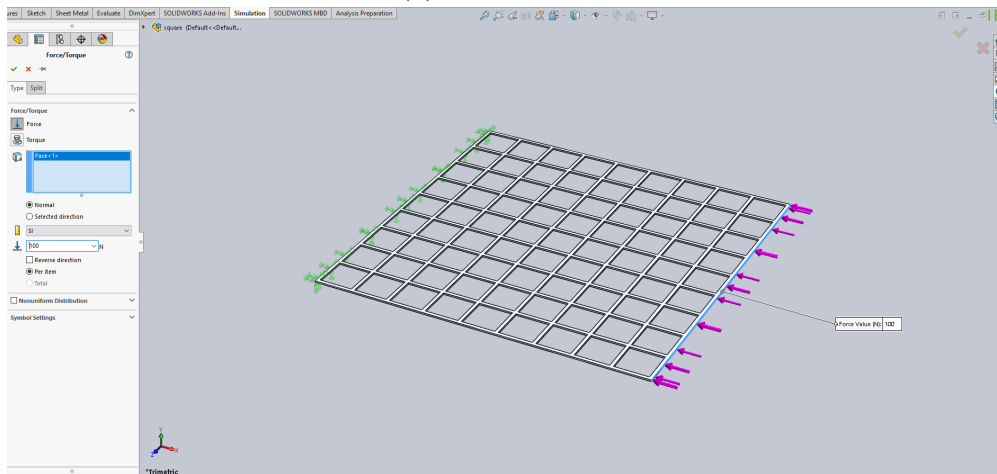 ures Sketch Sheet Metal Evaluate DimXpert SOLIDWORKS Add-Ins Simulation SOLIDWORKS MBD Analysis Preparation
square (Default<<Default...
Force/Torque
Type Split
Force/Torque
Force
Torque
Face<1>
Normal
Selected direction
SI
100 N
Reverse direction
Per item
Total
Nonuniform Distribution
Symbol Settings
Force Value (N): 100
Y
X
Z
*Trimetric